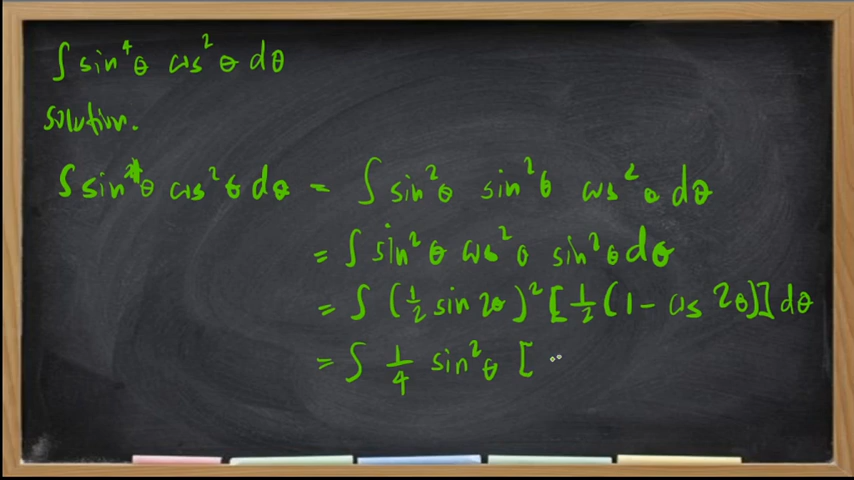 ∫ sin⁴θ cos²θ dθ
solution.
∫ sin⁴θ cos²θ dθ = ∫ sin²θ sin²θ cos²θ dθ
= ∫ sin²θ cos²θ sin²θ dθ
= ∫ (1/2 sin 2θ)² [1/2 (1 - cos 2θ)] dθ
= ∫ 1/4 sin²θ [